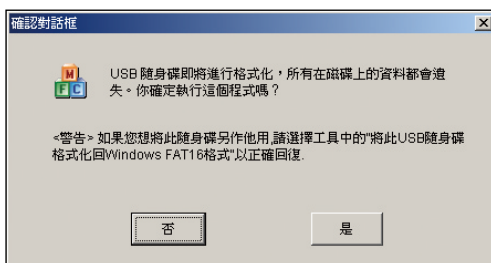 確認對話框
MFC
USB 隨身碟即將進行格式化，所有在磁碟上的資料都會遺
失。你確定執行這個程式嗎？
<警告> 如果您想將此隨身碟另作他用,請選擇工具中的"將此USB隨身碟
格式化回Windows FAT16格式"以正確回復.
否
是